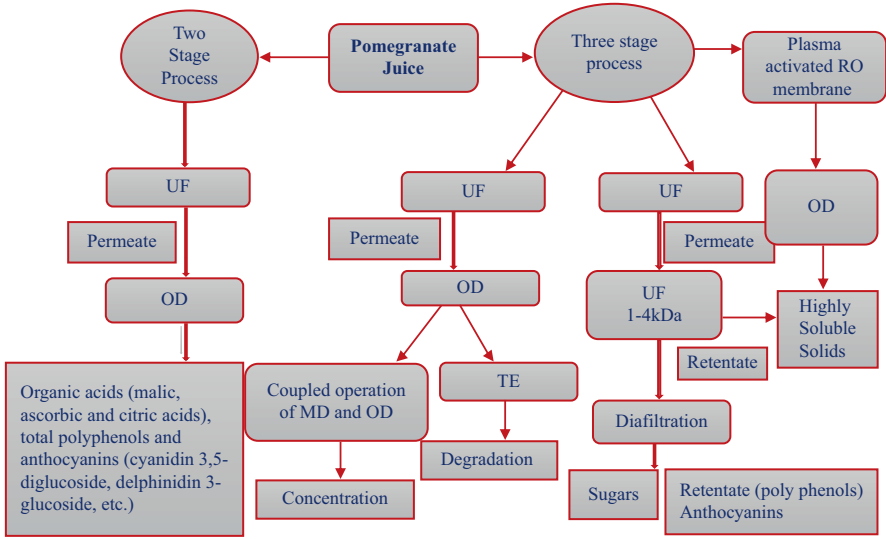 Two
Stage
Process
Pomegranate
Juice
Three stage
process
Plasma
activated RO
membrane
UF
Permeate
OD
Organic acids (malic,
ascorbic and citric acids),
total polyphenols and
anthocyanins (cyanidin 3,5-
diglucoside, delphinidin 3-
glucoside, etc.)
UF
Permeate
OD
Coupled operation
of MD and OD
Concentration
TE
Degradation
UF
Permeate
UF
1-4kDa
Retentate
Diafiltration
Sugars
Retentate (poly phenols)
Anthocyanins
OD
Highly
Soluble
Solids